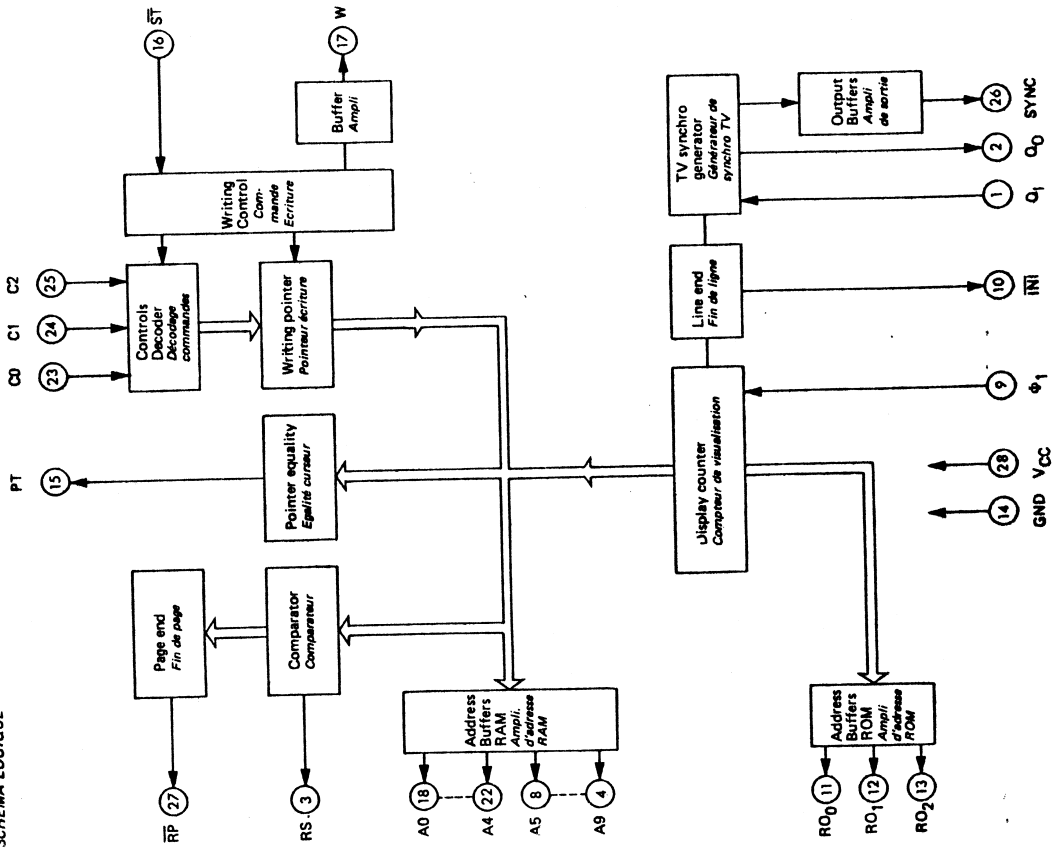 SCHEMA LOGIQUE
C0
C1
C2
23
24
25
16
S̅T̅
PT
15
R̅P̅
27
Page end
Fin de page
Controls
Decoder
Décodage
commandes
Writing
Control
Com-
mande
Ecriture
Buffer
Ampli
17
W
RS
3
Comparator
Comparateur
Pointer equality
Egalité curseur
Writing pointer
Pointeur écriture
A0
18
A4
22
A5
8
A9
4
Address
Buffers
RAM
Ampli.
d'adresse
RAM
Display counter
Compteur de visualisation
Line end
Fin de ligne
TV synchro
generator
Générateur de
synchro TV
Output
Buffers
Ampli
de sortie
RO₀
11
RO₁
12
RO₂
13
Address
Buffers
ROM
Ampli
d'adresse
ROM
14
GND
28
VCC
9
Φ₁
10
I̅N̅I̅
1
Q₁
2
Q₀
26
SYNC